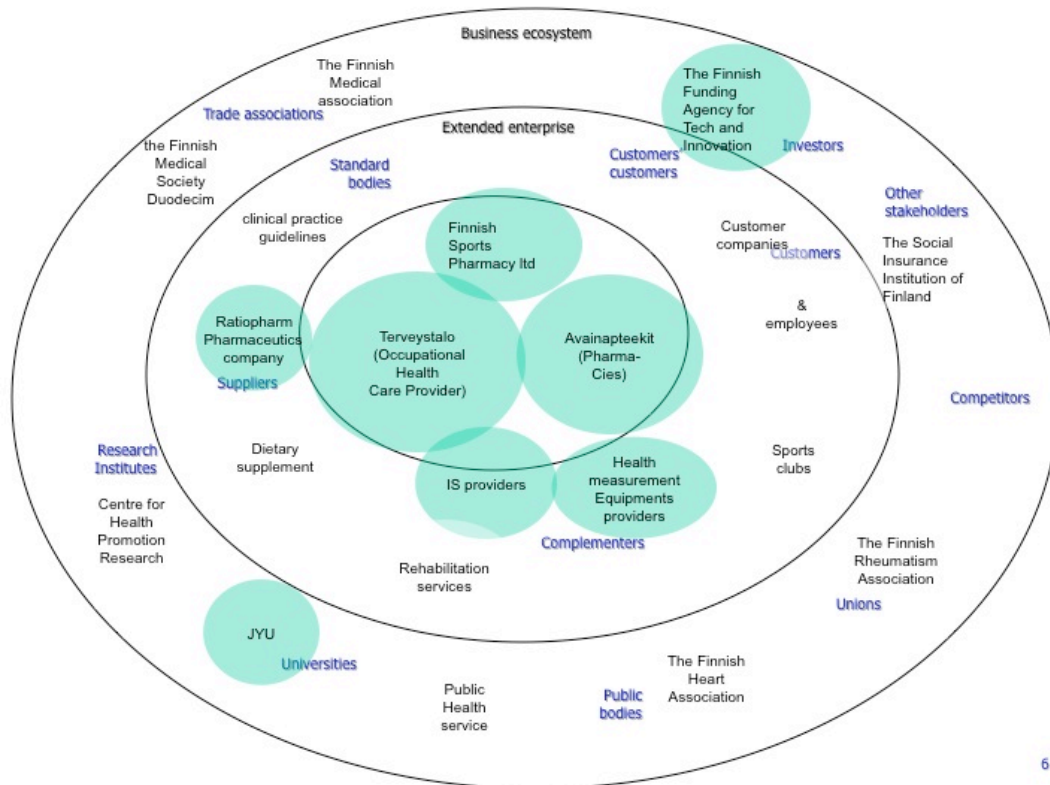 Business ecosystem
The Finnish
Medical
association
Trade associations
the Finnish
Medical
Society
Duodecim
The Finnish
Funding
Agency for
Tech and
Innovation
Investors
Extended enterprise
Standard
bodies
Customers'
customers
Other
stakeholders
clinical practice
guidelines
Finnish
Sports
Pharmacy ltd
Customer
companies
Customers
The Social
Insurance
Institution of
Finland
&
employees
Ratiopharm
Pharmaceutics
company
Suppliers
Terveystalo
(Occupational
Health
Care Provider)
Avainapteekit
(Pharma-
Cies)
Competitors
Research
Institutes
Dietary
supplement
IS providers
Health
measurement
Equipments
providers
Sports
clubs
Centre for
Health
Promotion
Research
Complementers
Rehabilitation
services
The Finnish
Rheumatism
Association
Unions
JYU
Universities
Public
Health
service
Public
bodies
The Finnish
Heart
Association
6